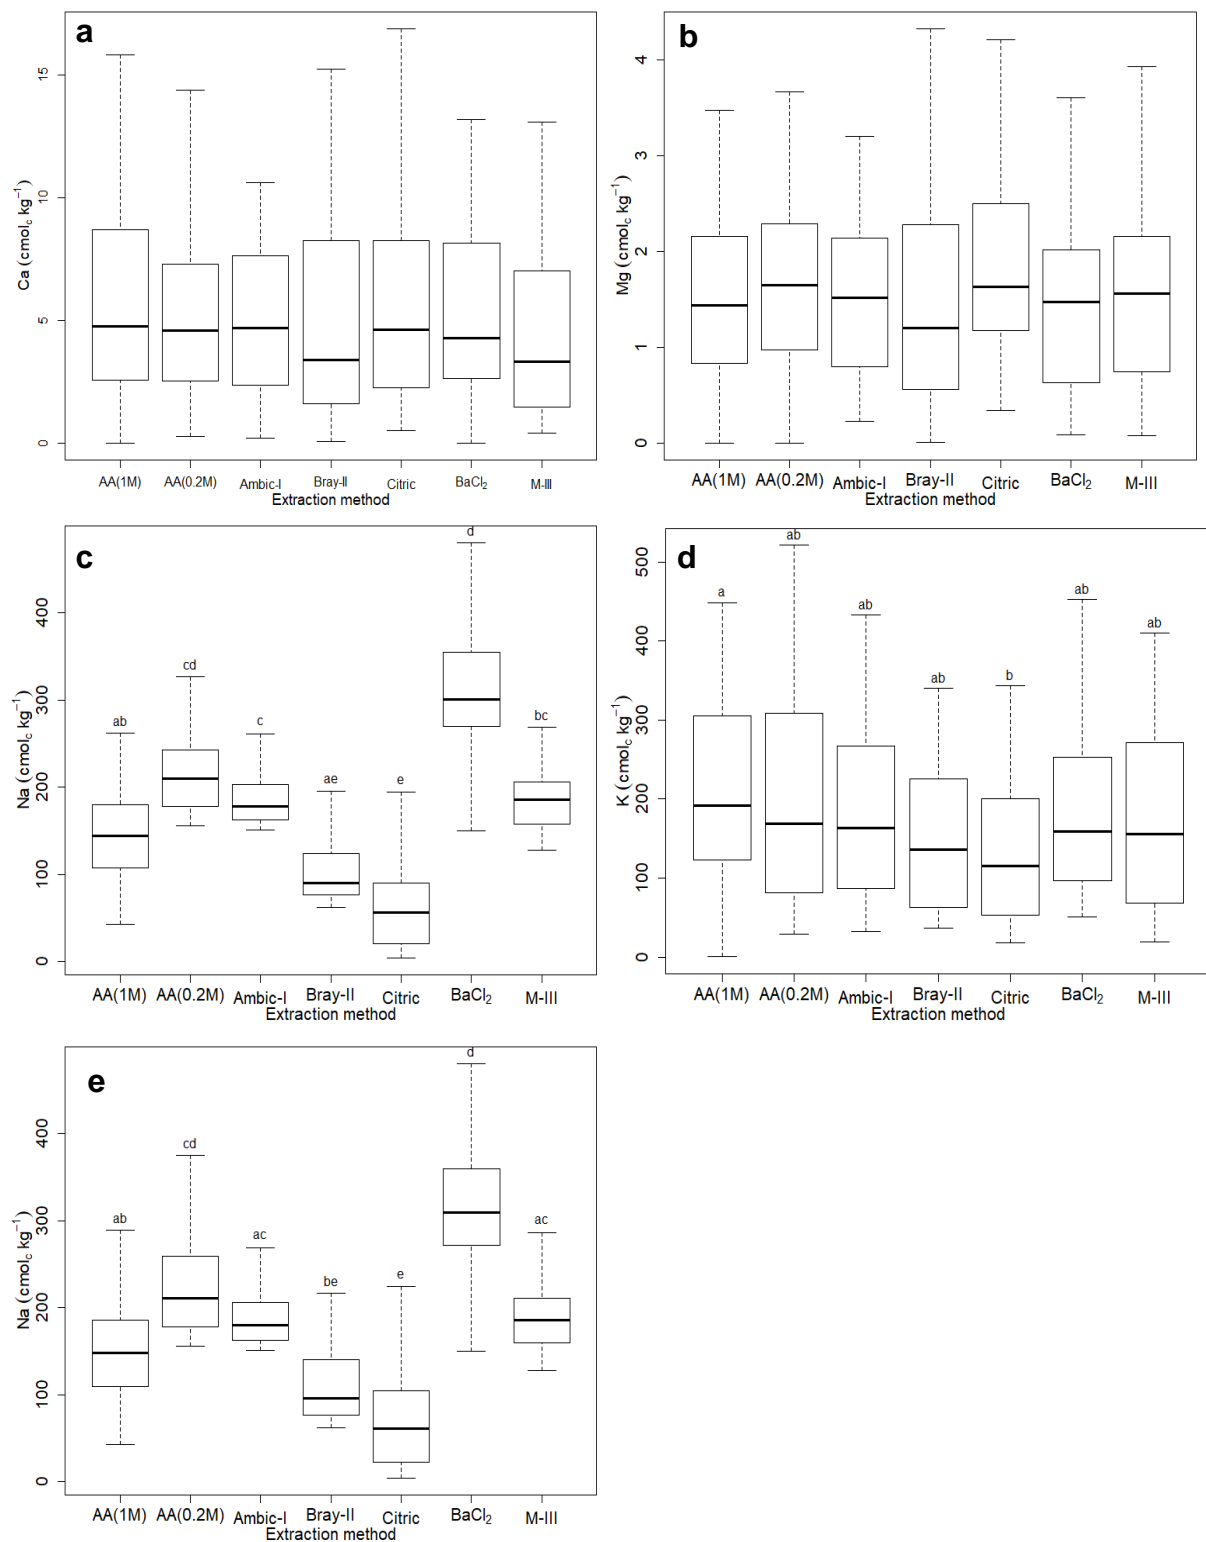 a
Ca (cmolc kg−1)
15
10
5
0
AA(1M) AA(0.2M) Ambic-I Bray-II Citric BaCl2 M-III
Extraction method
b
Mg (cmolc kg−1)
4
3
2
1
0
AA(1M) AA(0.2M) Ambic-I Bray-II Citric BaCl2 M-III
Extraction method
c
Na (cmolc kg−1)
400
300
200
100
0
ab cd c ae e d bc
AA(1M) AA(0.2M) Ambic-I Bray-II Citric BaCl2 M-III
Extraction method
d
K (cmolc kg−1)
500
400
300
200
100
0
a ab ab ab b ab ab
AA(1M) AA(0.2M) Ambic-I Bray-II Citric BaCl2 M-III
Extraction method
e
Na (cmolc kg−1)
400
300
200
100
0
ab cd ac be e d ac
AA(1M) AA(0.2M) Ambic-I Bray-II Citric BaCl2 M-III
Extraction method